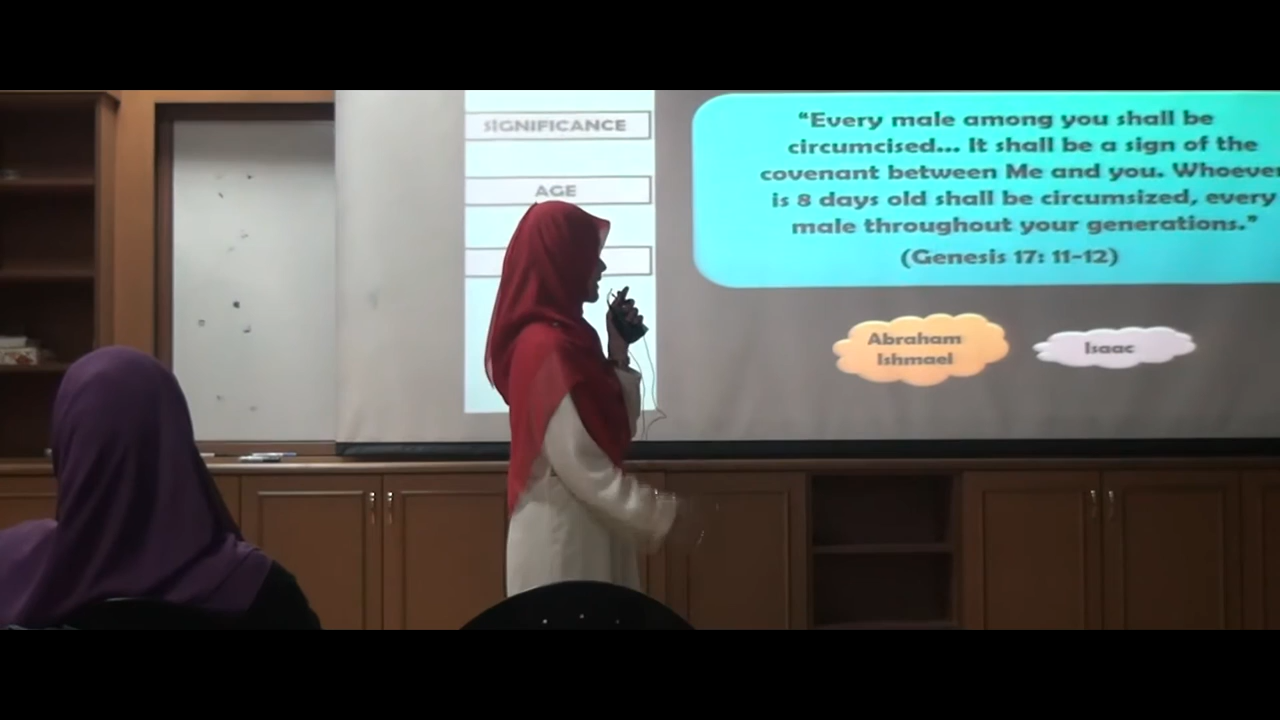 SIGNIFICANCE
AGE
“Every male among you shall be
circumcised... It shall be a sign of the
covenant between Me and you. Whoever
is 8 days old shall be circumsized, every
male throughout your generations.”
(Genesis 17: 11-12)
Abraham
Ishmael
Isaac